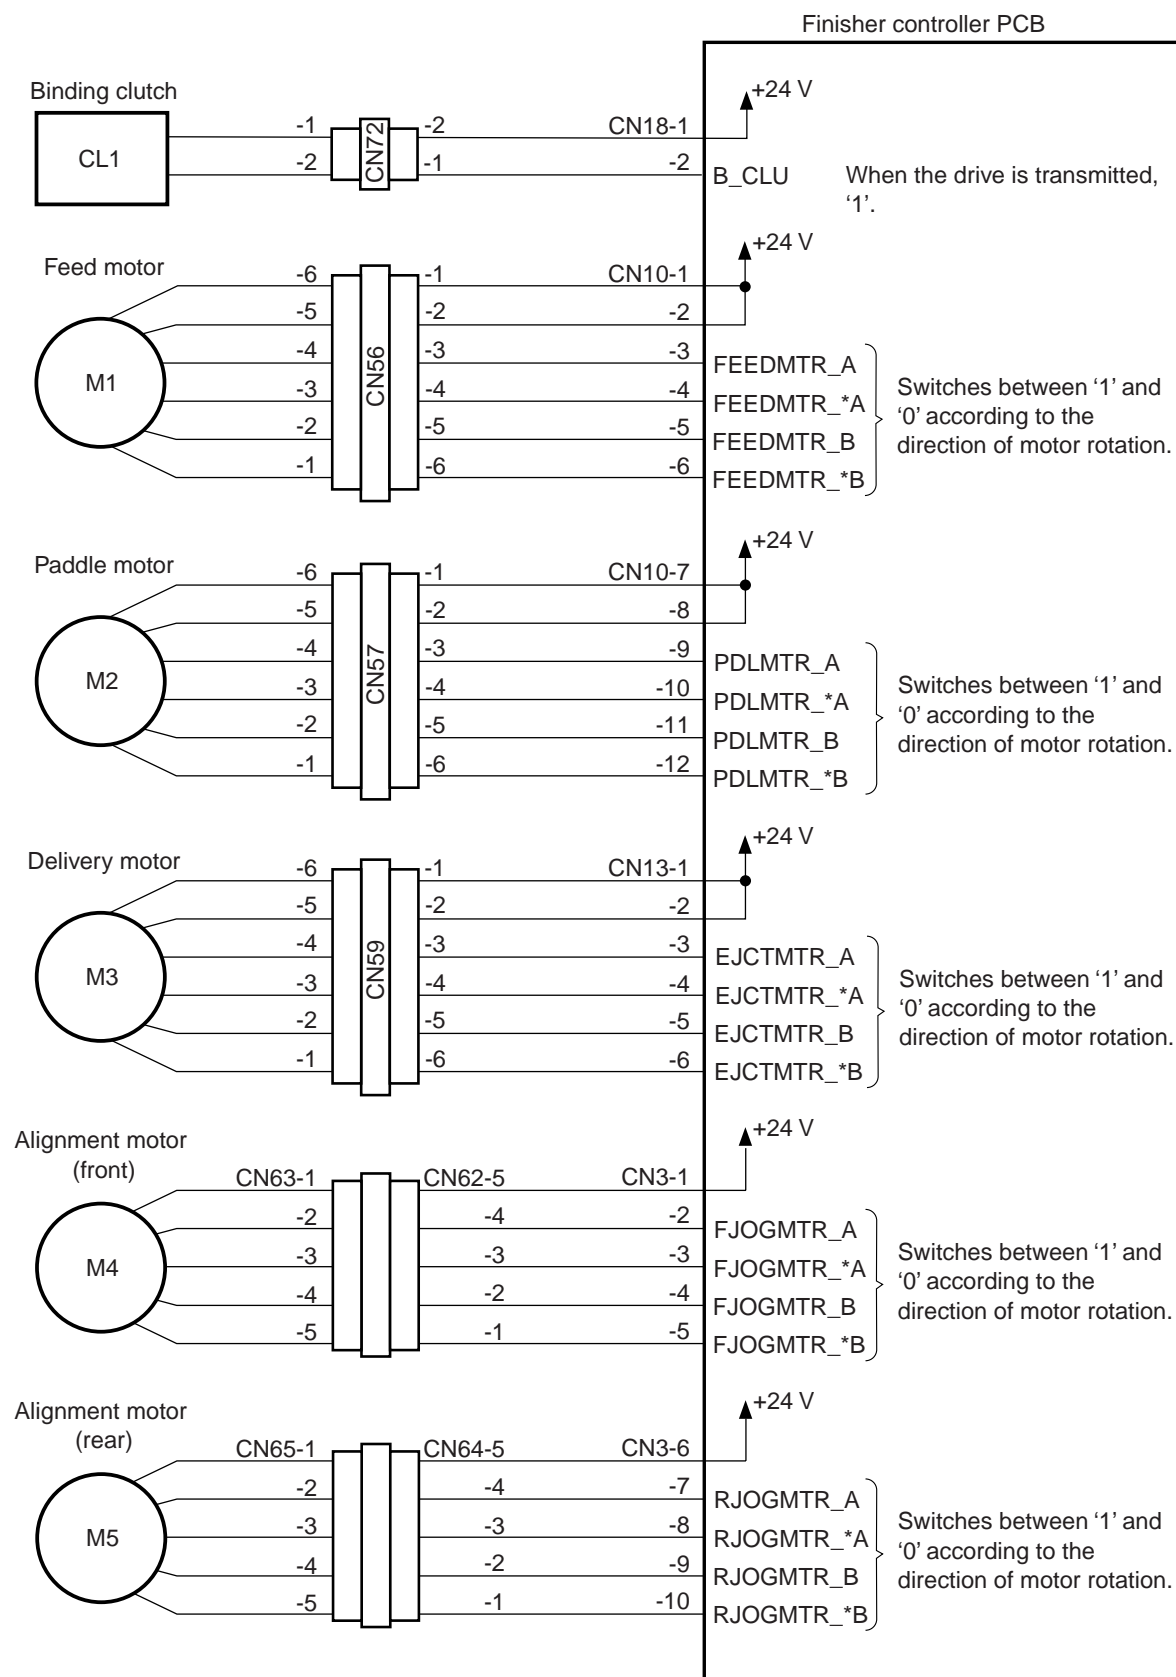 Finisher controller PCB
Binding clutch
+24 V
-1 -2 CN18-1
CL1 CN72
-2 -1 -2 B_CLU When the drive is transmitted,
‘1’.
Feed motor
+24 V
-6 -1 CN10-1
-5 -2 -2
-4 -3 -3 FEEDMTR_A
M1 CN56 Switches between ‘1’ and
-3 -4 -4 FEEDMTR_*A ‘0’ according to the
-2 -5 -5 FEEDMTR_B direction of motor rotation.
-1 -6 -6 FEEDMTR_*B
+24 V
Paddle motor
-6 -1 CN10-7
-5 -2 -8
-4 -3 -9 PDLMTR_A
M2 CN57 Switches between ‘1’ and
-3 -4 -10 PDLMTR_*A ‘0’ according to the
-2 -5 -11 PDLMTR_B direction of motor rotation.
-1 -6 -12 PDLMTR_*B
+24 V
Delivery motor
-6 -1 CN13-1
-5 -2 -2
-4 -3 -3 EJCTMTR_A
M3 CN59 Switches between ‘1’ and
-3 -4 -4 EJCTMTR_*A ‘0’ according to the
-2 -5 -5 EJCTMTR_B direction of motor rotation.
-1 -6 -6 EJCTMTR_*B
+24 V
Alignment motor
(front)
CN63-1 CN62-5 CN3-1
-2 -4 -2 FJOGMTR_A
M4 Switches between ‘1’ and
-3 -3 -3 FJOGMTR_*A ‘0’ according to the
-4 -2 -4 FJOGMTR_B direction of motor rotation.
-5 -1 -5 FJOGMTR_*B
+24 V
Alignment motor
(rear)
CN65-1 CN64-5 CN3-6
-2 -4 -7 RJOGMTR_A
M5 Switches between ‘1’ and
-3 -3 -8 RJOGMTR_*A ‘0’ according to the
-4 -2 -9 RJOGMTR_B direction of motor rotation.
-5 -1 -10 RJOGMTR_*B